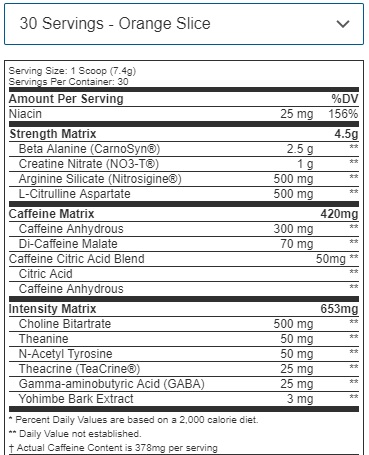 30 Servings - Orange Slice
Serving Size: 1 Scoop (7.4g)
Servings Per Container: 30
Amount Per Serving %DV
Niacin 25 mg 156%
Strength Matrix 4.5g
Beta Alanine (CarnoSyn®) 2.5 g **
Creatine Nitrate (NO3-T®) 1 g **
Arginine Silicate (Nitrosigine®) 500 mg **
L-Citrulline Aspartate 500 mg **
Caffeine Matrix 420mg
Caffeine Anhydrous 300 mg **
Di-Caffeine Malate 70 mg **
Caffeine Citric Acid Blend 50mg **
Citric Acid **
Caffeine Anhydrous **
Intensity Matrix 653mg
Choline Bitartrate 500 mg **
Theanine 50 mg **
N-Acetyl Tyrosine 50 mg **
Theacrine (TeaCrine®) 25 mg **
Gamma-aminobutyric Acid (GABA) 25 mg **
Yohimbe Bark Extract 3 mg **
* Percent Daily Values are based on a 2,000 calorie diet.
** Daily Value not established.
† Actual Caffeine Content is 378mg per serving